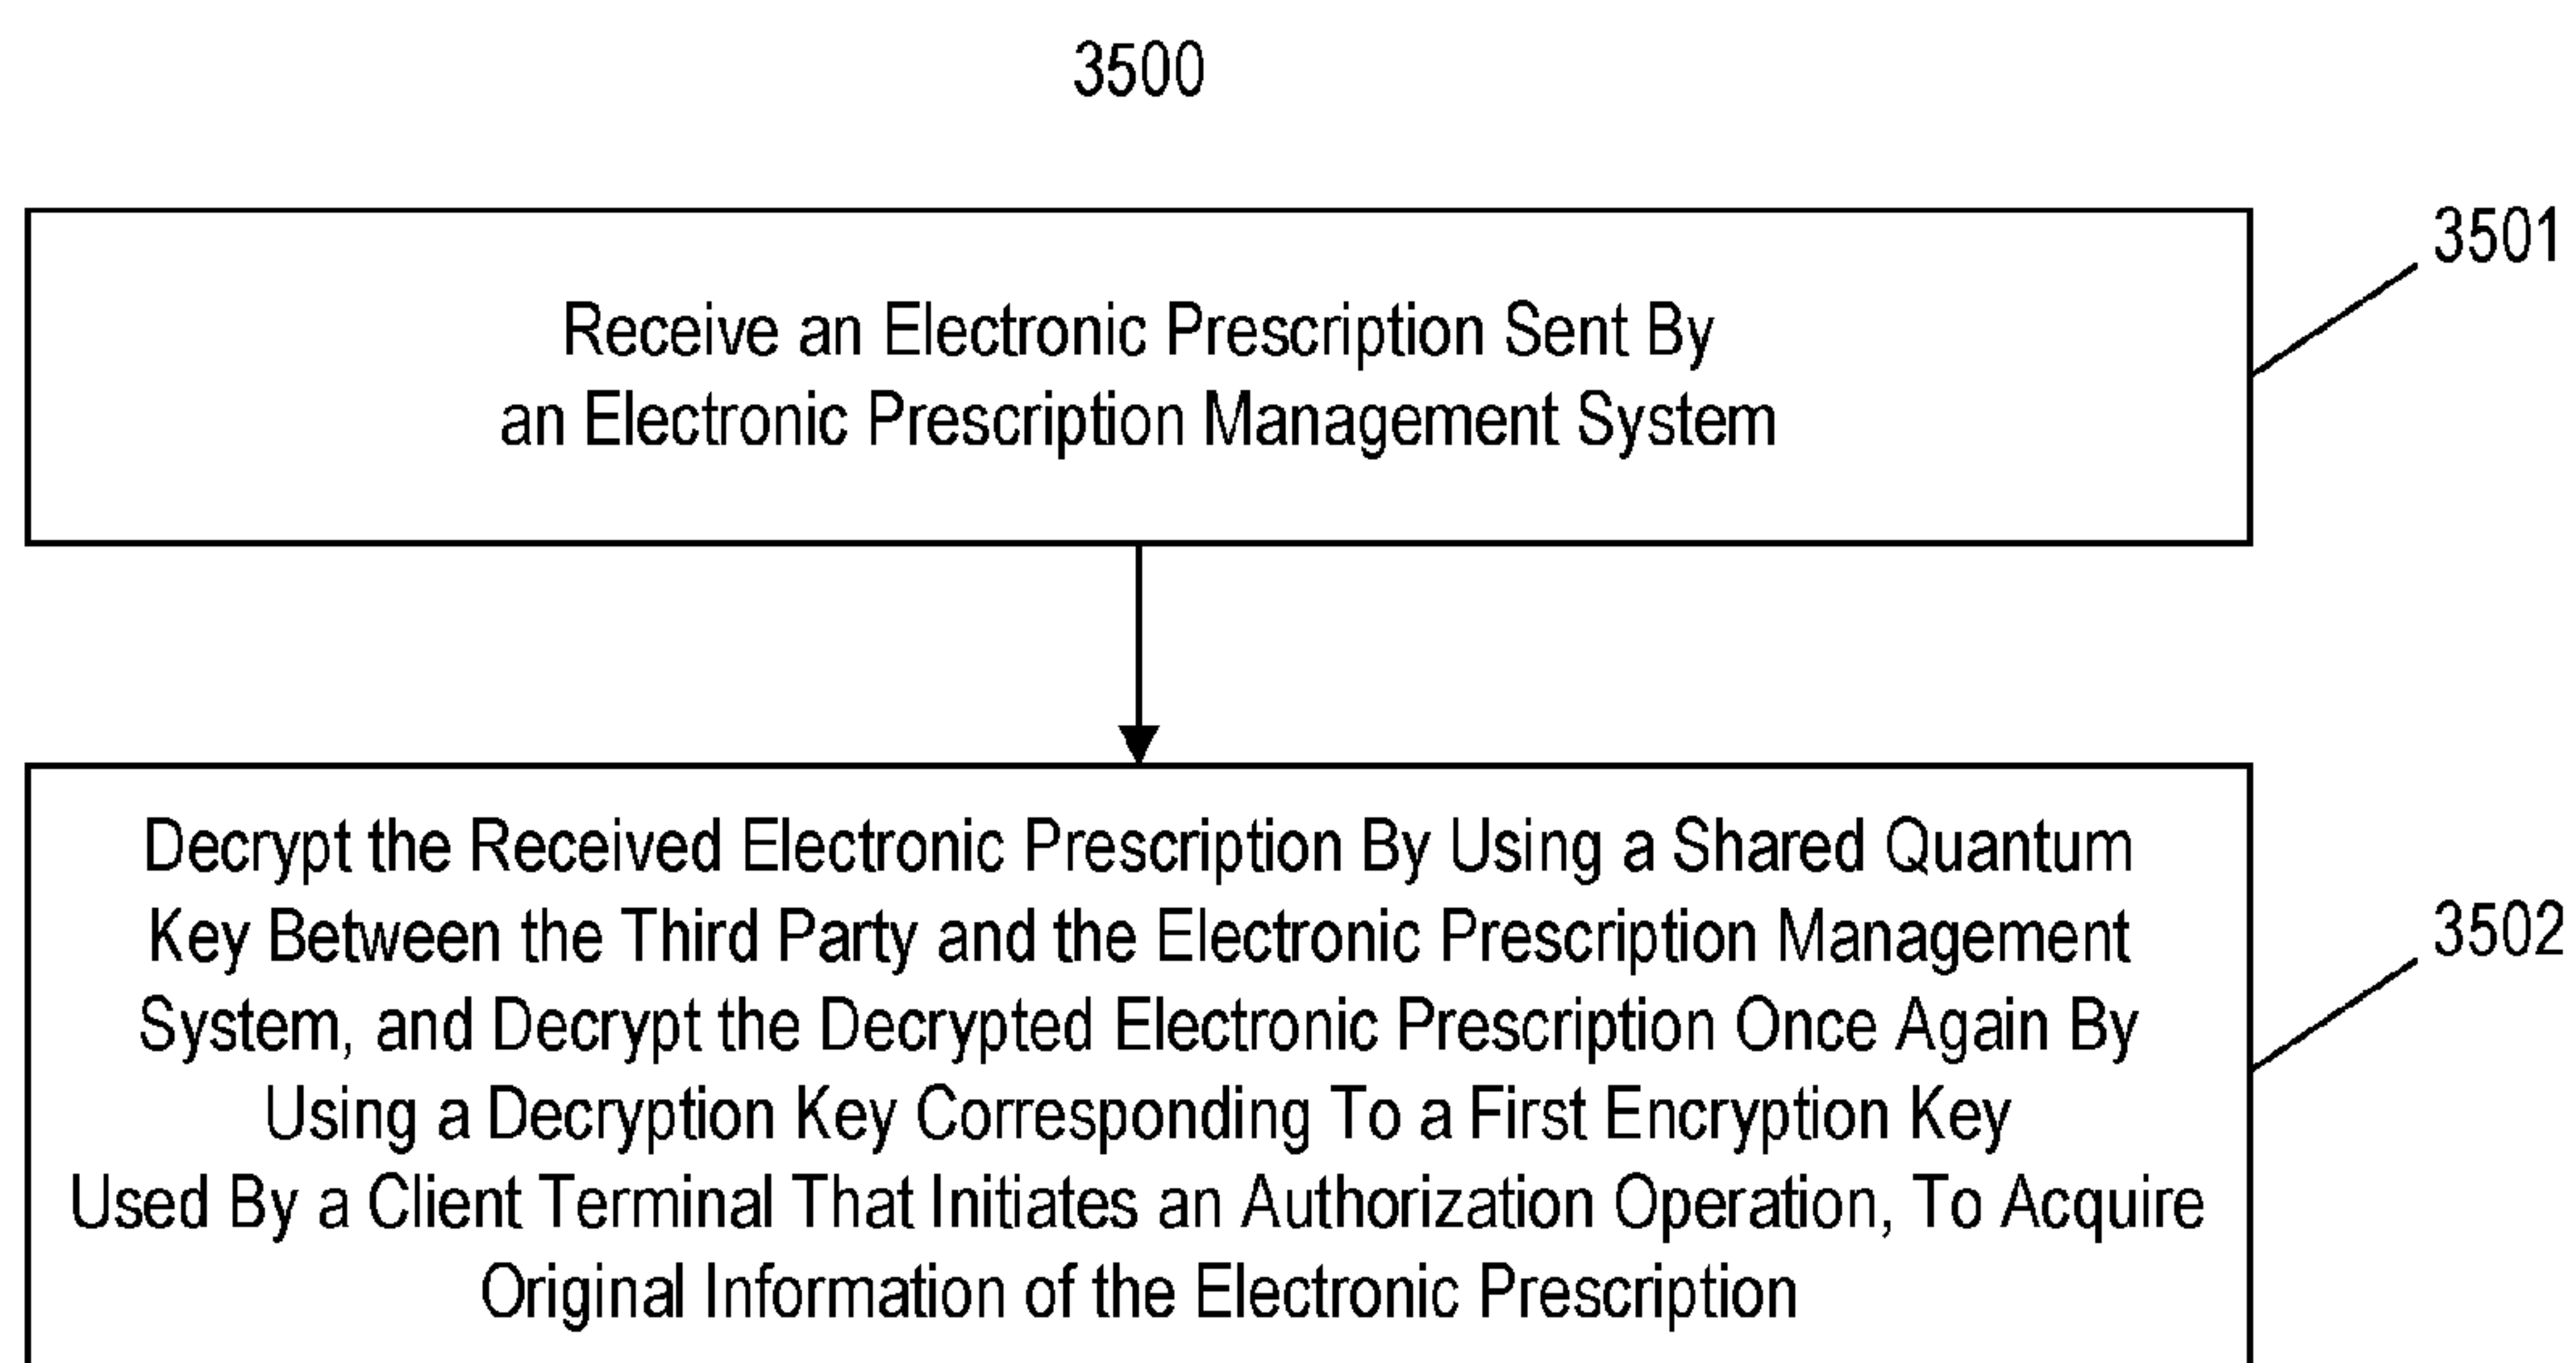 3500
3501
Receive an Electronic Prescription Sent By
an Electronic Prescription Management System
Decrypt the Received Electronic Prescription By Using a Shared Quantum
Key Between the Third Party and the Electronic Prescription Management
3502
System, and Decrypt the Decrypted Electronic Prescription Once Again By
Using a Decryption Key Corresponding To a First Encryption Key
Used By a Client Terminal That Initiates an Authorization Operation, To Acquire
Original Information of the Electronic Prescription